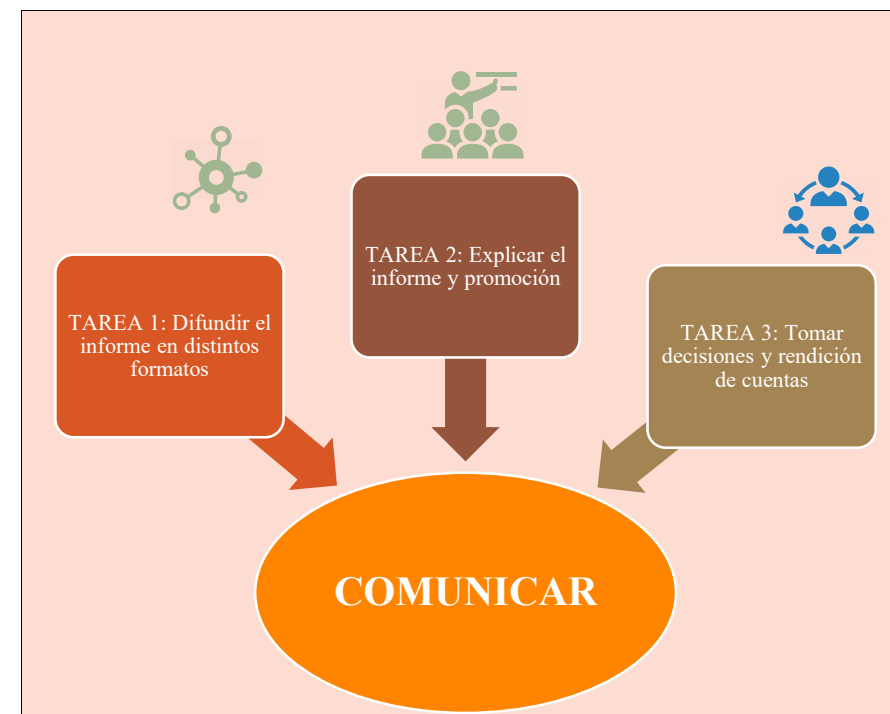 TAREA 1: Difundir el
informe en distintos
formatos
TAREA 2: Explicar el
informe y promoción
TAREA 3: Tomar
decisiones y rendición
de cuentas
COMUNICAR